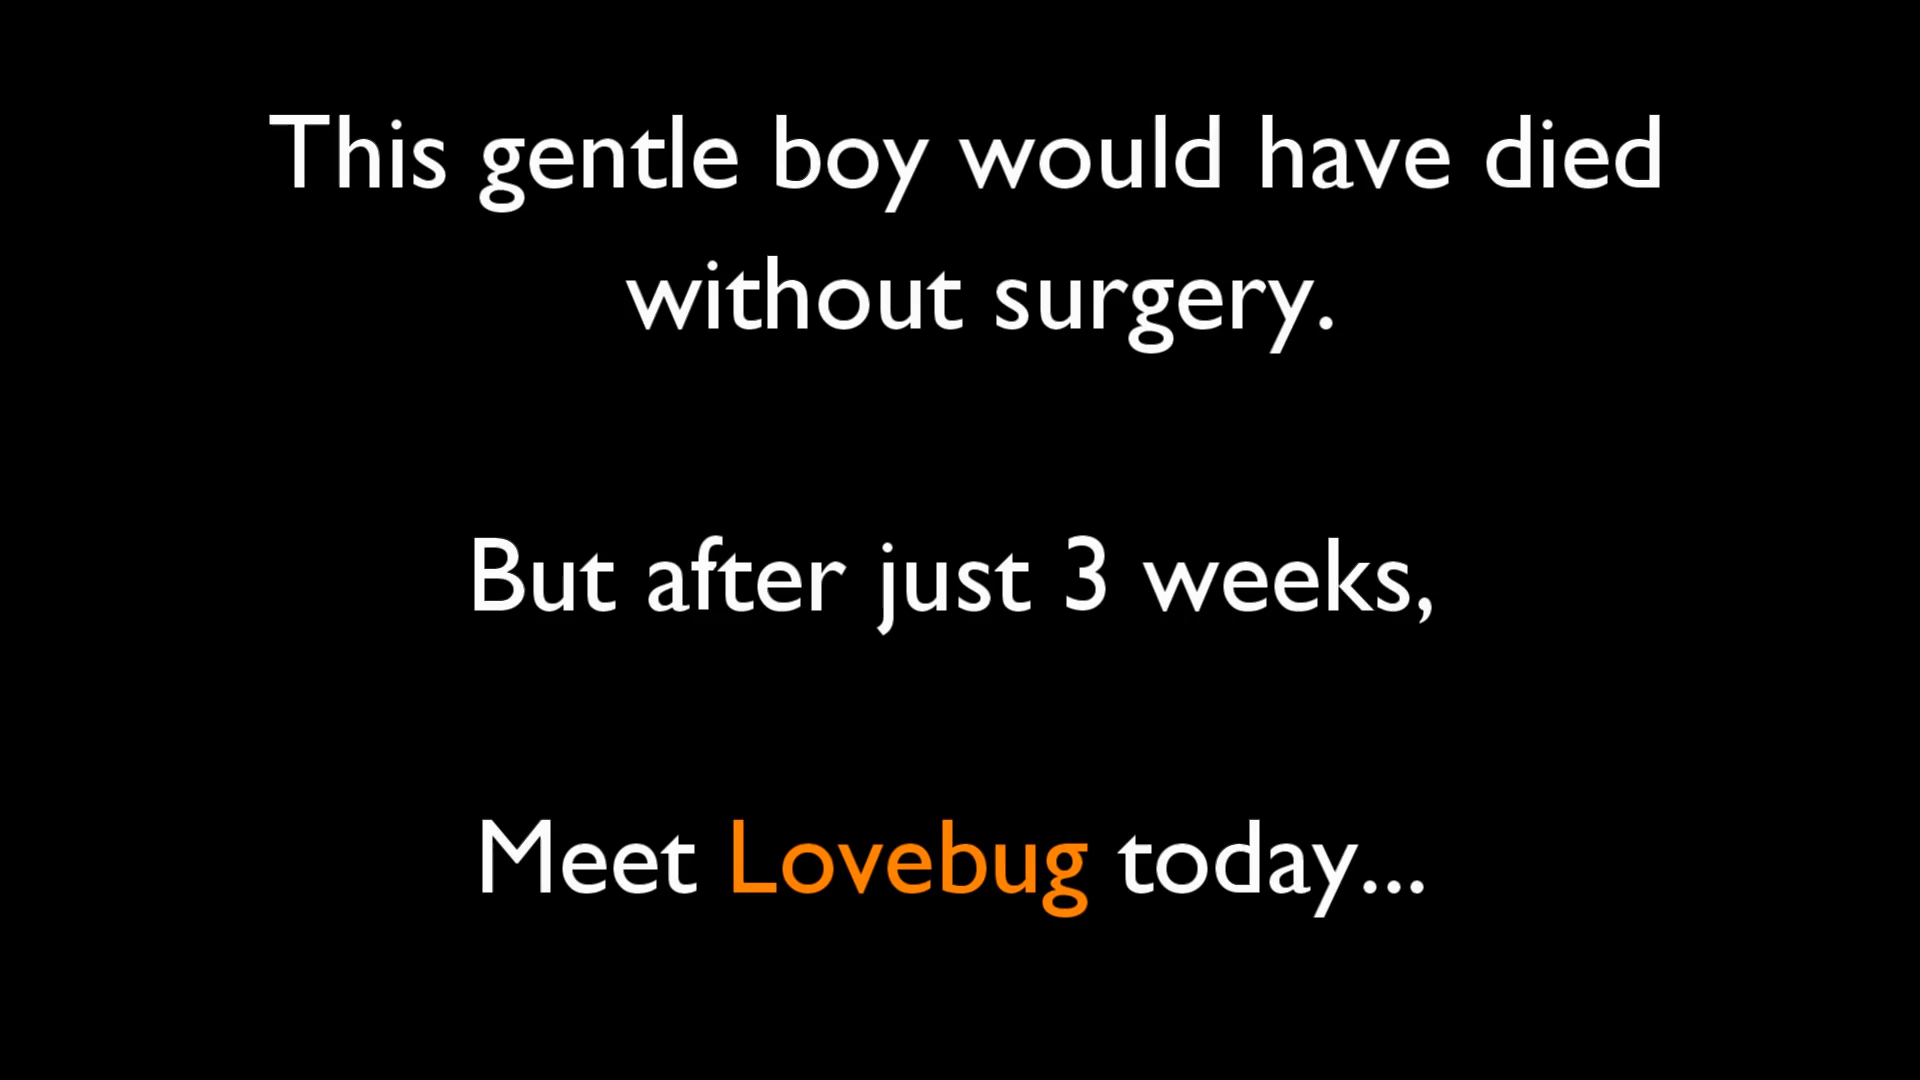 This gentle boy would have died
without surgery.
But after just 3 weeks,
Meet Lovebug today...